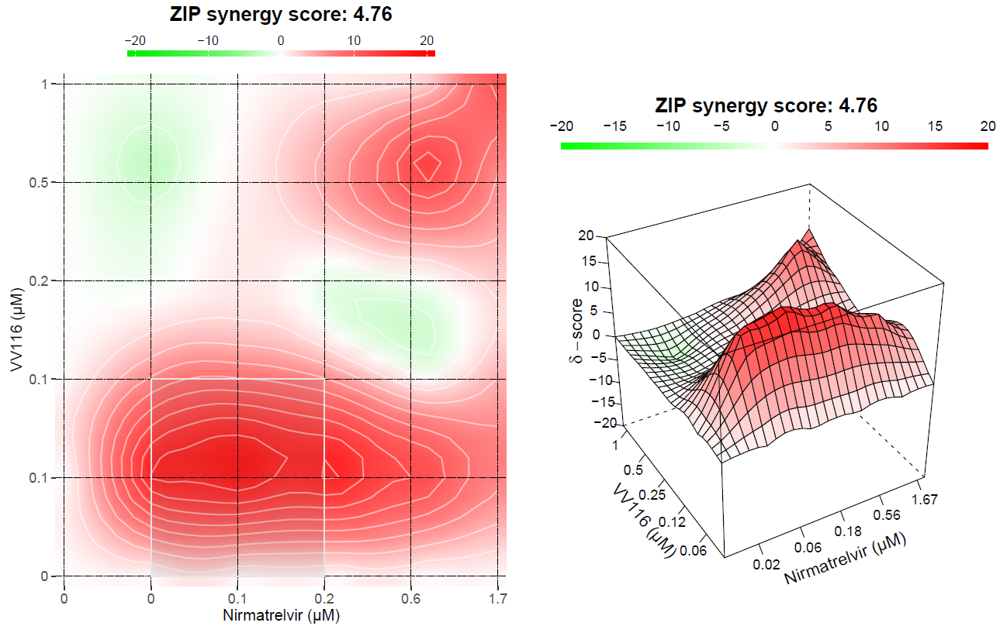 ZIP synergy score: 4.76
−20 −10 0 10 20
1
0.5
0.2
0.1
0.1
0
VV116 (µM)
0 0 0.1 0.2 0.6 1.7
Nirmatrelvir (µM)
ZIP synergy score: 4.76
−20 −15 −10 −5 0 5 10 15 20
20
15
10
5
0
−5
−10
−15
−20
δ − score
1
0.5
0.25
0.12
0.06
VV116 (µM)
0.02 0.06 0.18 0.56 1.67
Nirmatrelvir (µM)